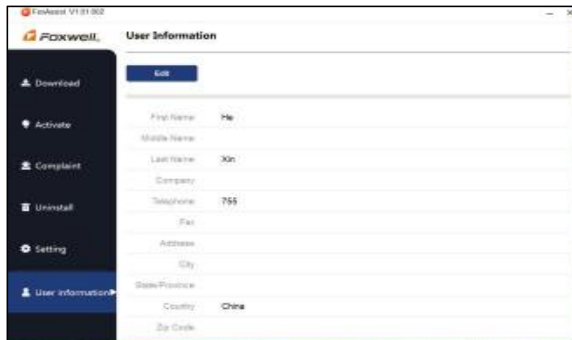 FoxAssist V1.01.002
Foxwell
User Information
Edit
Download
Activate
Complaint
Uninstall
Setting
User information
First Name He
Middle Name
Last Name Xin
Company
Telephone 755
Fax
Address
City
State/Province
Country China
Zip Code